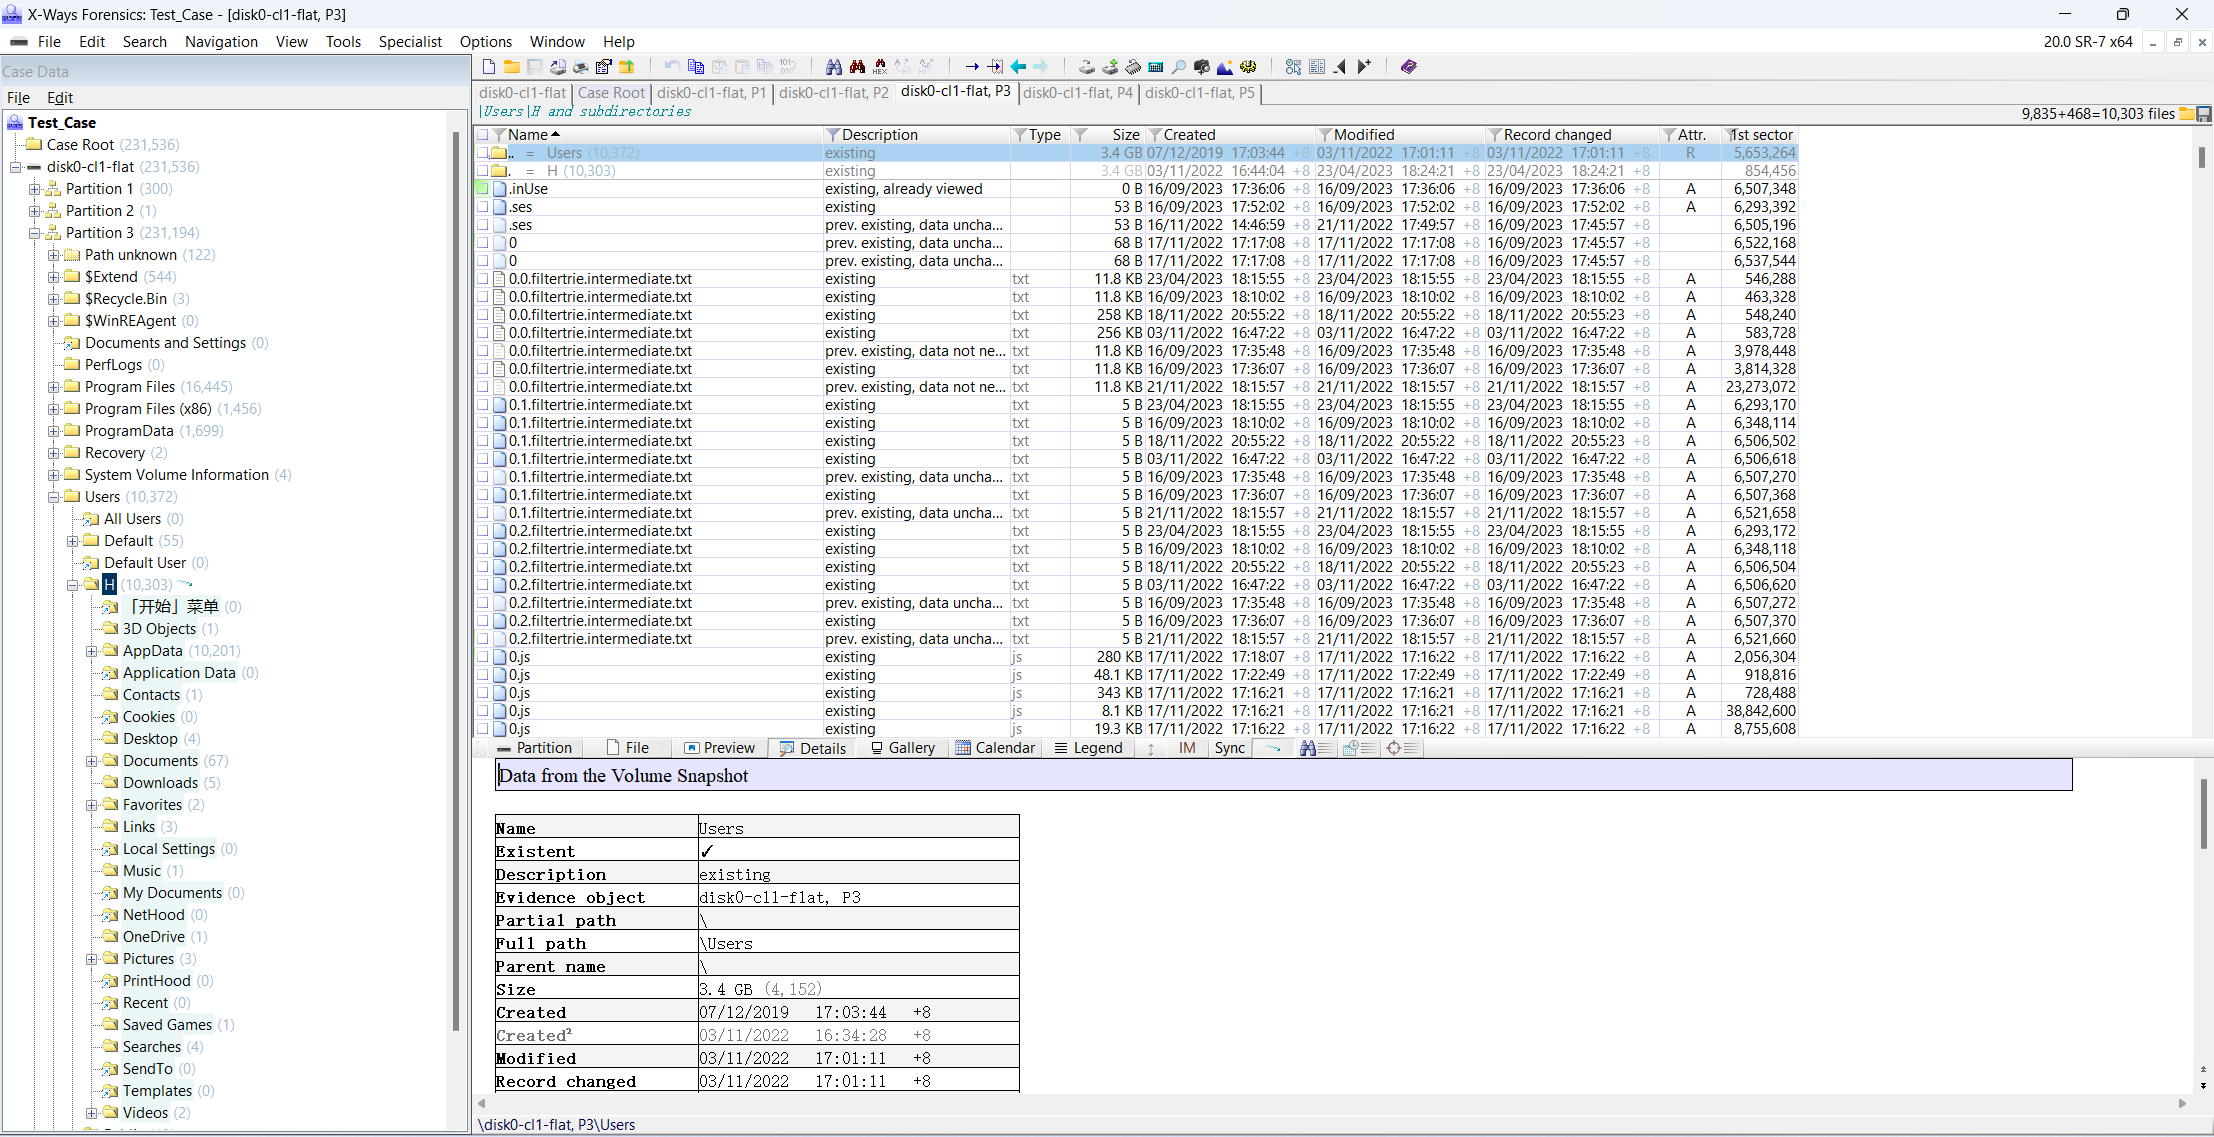 X-Ways Forensics: Test_Case - [disk0-cl1-flat, P3]
File Edit Search Navigation View Tools Specialist Options Window Help 20.0 SR-7 x64
Case Data
File Edit
Test_Case
Case Root (231,536)
disk0-cl1-flat (231,536)
Partition 1 (300)
Partition 2 (1)
Partition 3 (231,194)
Path unknown (122)
$Extend (544)
$Recycle.Bin (3)
$WinREAgent (0)
Documents and Settings (0)
PerfLogs (0)
Program Files (16,445)
Program Files (x86) (1,456)
ProgramData (1,699)
Recovery (2)
System Volume Information (4)
Users (10,372)
All Users (0)
Default (55)
Default User (0)
H (10,303)
「开始」菜单 (0)
3D Objects (1)
AppData (10,201)
Application Data (0)
Contacts (1)
Cookies (0)
Desktop (4)
Documents (67)
Downloads (5)
Favorites (2)
Links (3)
Local Settings (0)
Music (1)
My Documents (0)
NetHood (0)
OneDrive (1)
Pictures (3)
PrintHood (0)
Recent (0)
Saved Games (1)
Searches (4)
SendTo (0)
Templates (0)
Videos (2)
disk0-cl1-flat Case Root disk0-cl1-flat, P1 disk0-cl1-flat, P2 disk0-cl1-flat, P3 disk0-cl1-flat, P4 disk0-cl1-flat, P5
|Users|H and subdirectories 9,835+468=10,303 files
Name Description Type Size Created Modified Record changed Attr. 1st sector
.. = Users (10,372) existing 3.4 GB 07/12/2019 17:03:44 +8 03/11/2022 17:01:11 +8 03/11/2022 17:01:11 +8 R 5,653,264
. = H (10,303) existing 3.4 GB 03/11/2022 16:44:04 +8 23/04/2023 18:24:21 +8 23/04/2023 18:24:21 +8 854,456
.inUse existing, already viewed 0 B 16/09/2023 17:36:06 +8 16/09/2023 17:36:06 +8 16/09/2023 17:36:06 +8 A 6,507,348
.ses existing 53 B 16/09/2023 17:52:02 +8 16/09/2023 17:52:02 +8 16/09/2023 17:52:02 +8 A 6,293,392
.ses prev. existing, data uncha... 53 B 16/11/2022 14:46:59 +8 21/11/2022 17:49:57 +8 16/09/2023 17:45:57 +8 6,505,196
0 prev. existing, data uncha... 68 B 17/11/2022 17:17:08 +8 17/11/2022 17:17:08 +8 16/09/2023 17:45:57 +8 6,522,168
0 prev. existing, data uncha... 68 B 17/11/2022 17:17:08 +8 17/11/2022 17:17:08 +8 16/09/2023 17:45:57 +8 6,537,544
0.0.filtertrie.intermediate.txt existing txt 11.8 KB 23/04/2023 18:15:55 +8 23/04/2023 18:15:55 +8 23/04/2023 18:15:55 +8 A 546,288
0.0.filtertrie.intermediate.txt existing txt 11.8 KB 16/09/2023 18:10:02 +8 16/09/2023 18:10:02 +8 16/09/2023 18:10:02 +8 A 463,328
0.0.filtertrie.intermediate.txt existing txt 258 KB 18/11/2022 20:55:22 +8 18/11/2022 20:55:22 +8 18/11/2022 20:55:23 +8 A 548,240
0.0.filtertrie.intermediate.txt existing txt 256 KB 03/11/2022 16:47:22 +8 03/11/2022 16:47:22 +8 03/11/2022 16:47:22 +8 A 583,728
0.0.filtertrie.intermediate.txt prev. existing, data not ne... txt 11.8 KB 16/09/2023 17:35:48 +8 16/09/2023 17:35:48 +8 16/09/2023 17:35:48 +8 A 3,978,448
0.0.filtertrie.intermediate.txt existing txt 11.8 KB 16/09/2023 17:36:07 +8 16/09/2023 17:36:07 +8 16/09/2023 17:36:07 +8 A 3,814,328
0.0.filtertrie.intermediate.txt prev. existing, data not ne... txt 11.8 KB 21/11/2022 18:15:57 +8 21/11/2022 18:15:57 +8 21/11/2022 18:15:57 +8 A 23,273,072
0.1.filtertrie.intermediate.txt existing txt 5 B 23/04/2023 18:15:55 +8 23/04/2023 18:15:55 +8 23/04/2023 18:15:55 +8 A 6,293,170
0.1.filtertrie.intermediate.txt existing txt 5 B 16/09/2023 18:10:02 +8 16/09/2023 18:10:02 +8 16/09/2023 18:10:02 +8 A 6,348,114
0.1.filtertrie.intermediate.txt existing txt 5 B 18/11/2022 20:55:22 +8 18/11/2022 20:55:22 +8 18/11/2022 20:55:23 +8 A 6,506,502
0.1.filtertrie.intermediate.txt existing txt 5 B 03/11/2022 16:47:22 +8 03/11/2022 16:47:22 +8 03/11/2022 16:47:22 +8 A 6,506,618
0.1.filtertrie.intermediate.txt prev. existing, data uncha... txt 5 B 16/09/2023 17:35:48 +8 16/09/2023 17:35:48 +8 16/09/2023 17:35:48 +8 A 6,507,270
0.1.filtertrie.intermediate.txt existing txt 5 B 16/09/2023 17:36:07 +8 16/09/2023 17:36:07 +8 16/09/2023 17:36:07 +8 A 6,507,368
0.1.filtertrie.intermediate.txt prev. existing, data uncha... txt 5 B 21/11/2022 18:15:57 +8 21/11/2022 18:15:57 +8 21/11/2022 18:15:57 +8 A 6,521,658
0.2.filtertrie.intermediate.txt existing txt 5 B 23/04/2023 18:15:55 +8 23/04/2023 18:15:55 +8 23/04/2023 18:15:55 +8 A 6,293,172
0.2.filtertrie.intermediate.txt existing txt 5 B 16/09/2023 18:10:02 +8 16/09/2023 18:10:02 +8 16/09/2023 18:10:02 +8 A 6,348,118
0.2.filtertrie.intermediate.txt existing txt 5 B 18/11/2022 20:55:22 +8 18/11/2022 20:55:22 +8 18/11/2022 20:55:23 +8 A 6,506,504
0.2.filtertrie.intermediate.txt existing txt 5 B 03/11/2022 16:47:22 +8 03/11/2022 16:47:22 +8 03/11/2022 16:47:22 +8 A 6,506,620
0.2.filtertrie.intermediate.txt prev. existing, data uncha... txt 5 B 16/09/2023 17:35:48 +8 16/09/2023 17:35:48 +8 16/09/2023 17:35:48 +8 A 6,507,272
0.2.filtertrie.intermediate.txt existing txt 5 B 16/09/2023 17:36:07 +8 16/09/2023 17:36:07 +8 16/09/2023 17:36:07 +8 A 6,507,370
0.2.filtertrie.intermediate.txt prev. existing, data uncha... txt 5 B 21/11/2022 18:15:57 +8 21/11/2022 18:15:57 +8 21/11/2022 18:15:57 +8 A 6,521,660
0.js existing js 280 KB 17/11/2022 17:18:07 +8 17/11/2022 17:16:22 +8 17/11/2022 17:16:22 +8 A 2,056,304
0.js existing js 48.1 KB 17/11/2022 17:22:49 +8 17/11/2022 17:22:49 +8 17/11/2022 17:22:49 +8 A 918,816
0.js existing js 343 KB 17/11/2022 17:16:21 +8 17/11/2022 17:16:21 +8 17/11/2022 17:16:21 +8 A 728,488
0.js existing js 8.1 KB 17/11/2022 17:16:21 +8 17/11/2022 17:16:21 +8 17/11/2022 17:16:21 +8 A 38,842,600
0.js existing js 19.3 KB 17/11/2022 17:16:22 +8 17/11/2022 17:16:22 +8 17/11/2022 17:16:22 +8 A 8,755,608
Partition File Preview Details Gallery Calendar Legend IM Sync
Data from the Volume Snapshot
Name Users
Existent ✓
Description existing
Evidence object disk0-cl1-flat, P3
Partial path \
Full path \Users
Parent name \
Size 3.4 GB (4,152)
Created 07/12/2019 17:03:44 +8
Created² 03/11/2022 16:34:28 +8
Modified 03/11/2022 17:01:11 +8
Record changed 03/11/2022 17:01:11 +8
\disk0-cl1-flat, P3\Users